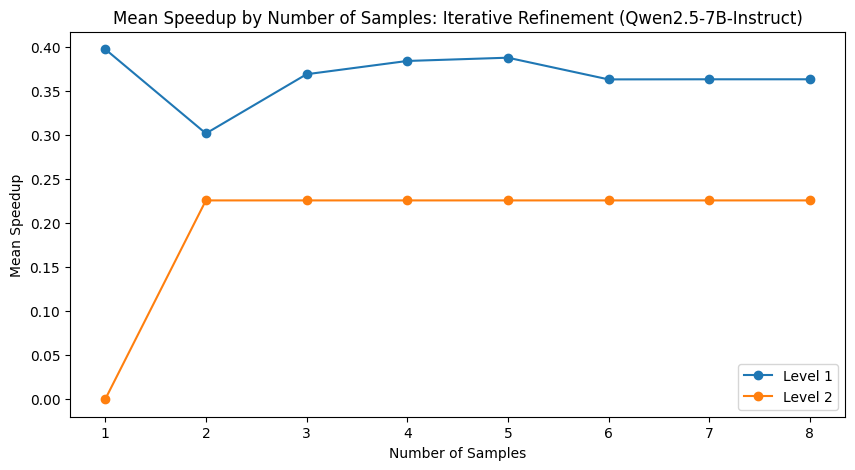 Mean Speedup by Number of Samples: Iterative Refinement (Qwen2.5-7B-Instruct)
Mean Speedup
0.40
0.35
0.30
0.25
0.20
0.15
0.10
0.05
0.00
1 2 3 4 5 6 7 8
Number of Samples
Level 1
Level 2